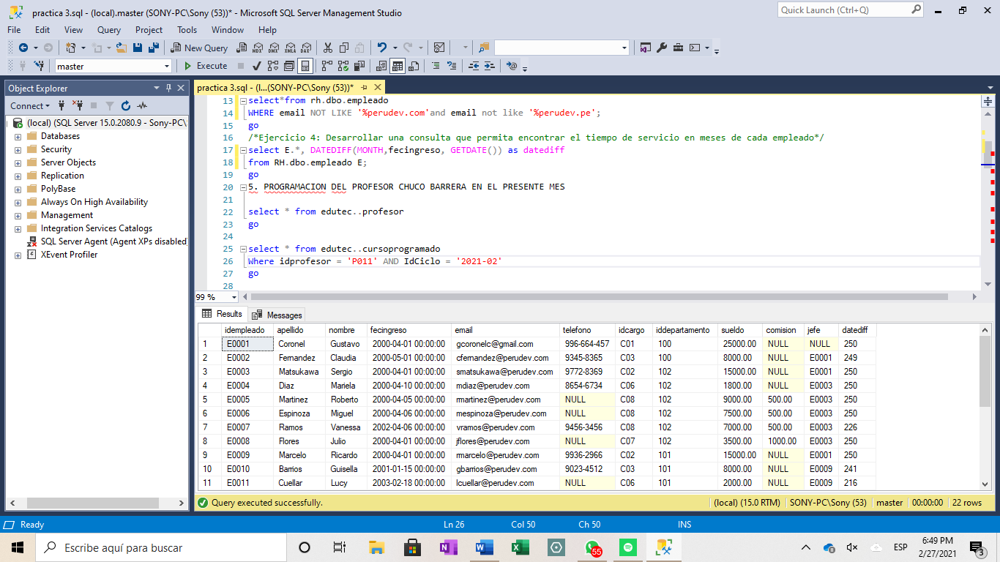 practica 3.sql - (local).master (SONY-PC\Sony (53))* - Microsoft SQL Server Management Studio
Quick Launch (Ctrl+Q)
File Edit View Query Project Tools Window Help
New Query
MDX DMX XMLA DAX
master
Execute
Object Explorer
practica 3.sql - (l...(SONY-PC\Sony (53))*
Connect
(local) (SQL Server 15.0.2080.9 - Sony-PC\
Databases
Security
Server Objects
Replication
PolyBase
Always On High Availability
Management
Integration Services Catalogs
SQL Server Agent (Agent XPs disabled)
XEvent Profiler
13 select*from rh.dbo.empleado
14 WHERE email NOT LIKE '%perudev.com'and email not like '%perudev.pe';
15 go
16 /*Ejercicio 4: Desarrollar una consulta que permita encontrar el tiempo de servicio en meses de cada empleado*/
17 select E.*, DATEDIFF(MONTH,fecingreso, GETDATE()) as datediff
18 from RH.dbo.empleado E;
19 go
20 5. PROGRAMACION DEL PROFESOR CHUCO BARRERA EN EL PRESENTE MES
21
22 select * from edutec..profesor
23 go
24
25 select * from edutec..cursoprogramado
26 Where idprofesor = 'P011' AND IdCiclo = '2021-02'
27 go
28
99 %
Results Messages
idempleado apellido nombre fecingreso email telefono idcargo iddepartamento sueldo comision jefe datediff
1 E0001 Coronel Gustavo 2000-04-01 00:00:00 gcoronelc@gmail.com 996-664-457 C01 100 25000.00 NULL NULL 250
2 E0002 Fernandez Claudia 2000-05-01 00:00:00 cfernandez@perudev.com 9345-8365 C03 100 8000.00 NULL E0001 249
3 E0003 Matsukawa Sergio 2000-04-01 00:00:00 smatsukawa@perudev.com 9772-8369 C02 102 15000.00 NULL E0001 250
4 E0004 Diaz Mariela 2000-04-10 00:00:00 mdiaz@perudev.com 8654-6734 C06 102 1800.00 NULL E0003 250
5 E0005 Martinez Roberto 2000-04-05 00:00:00 rmartinez@perudev.com NULL C08 102 9000.00 500.00 E0003 250
6 E0006 Espinoza Miguel 2000-04-06 00:00:00 mespinoza@perudev.com NULL C08 102 7500.00 500.00 E0003 250
7 E0007 Ramos Vanessa 2002-04-06 00:00:00 vramos@perudev.com 9456-3456 C08 102 7000.00 500.00 E0003 226
8 E0008 Flores Julio 2000-04-01 00:00:00 jflores@perudev.com NULL C07 102 3500.00 1000.00 E0003 250
9 E0009 Marcelo Ricardo 2000-04-01 00:00:00 rmarcelo@perudev.com 9936-2966 C02 101 15000.00 NULL E0001 250
10 E0010 Barrios Guisella 2001-01-15 00:00:00 gbarrios@perudev.com 9023-4512 C03 101 8000.00 NULL E0009 241
11 E0011 Cuellar Lucy 2003-02-18 00:00:00 lcuellar@perudev.com NULL C06 101 2000.00 NULL E0009 216
Query executed successfully. (local) (15.0 RTM) SONY-PC\Sony (53) master 00:00:00 22 rows
Ready Ln 26 Col 50 Ch 50 INS
Escribe aquí para buscar
55
ESP
6:49 PM
2/27/2021
3